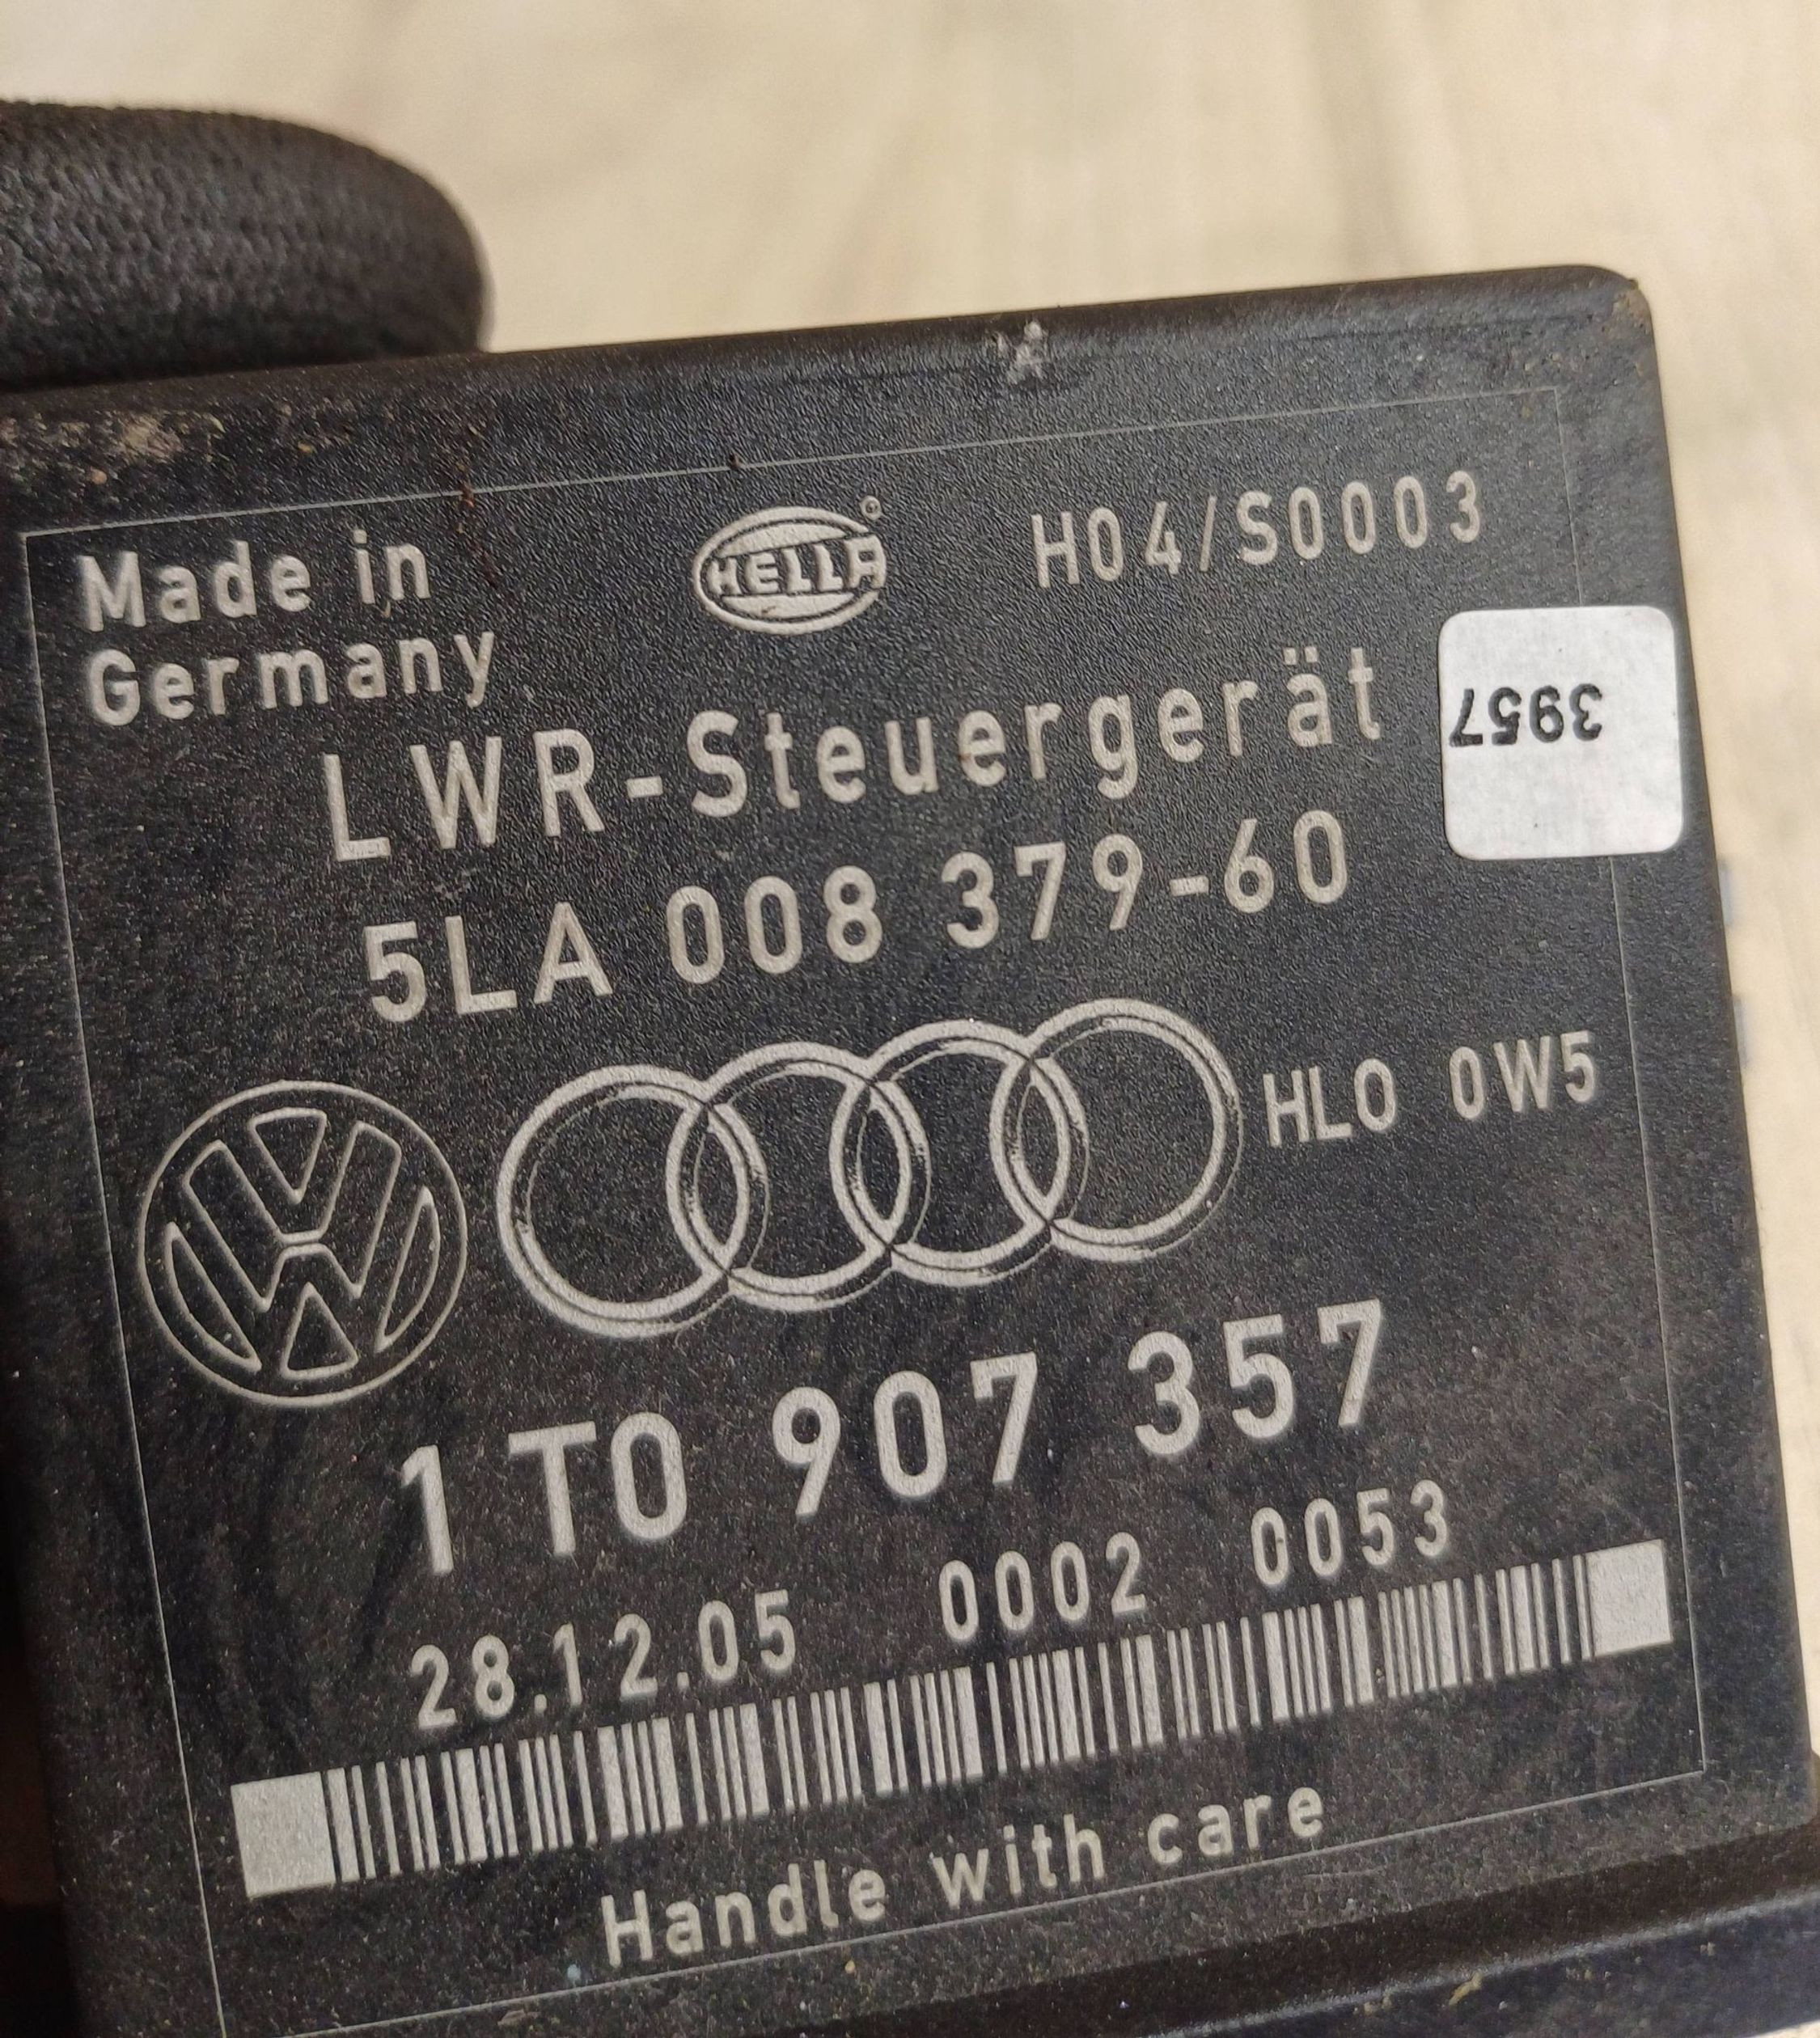 Made in
Germany
HELLA
H04/S0003
LWR-Steuergerät
3957
5LA 008 379-60
HLO 0W5
1T0 907 357
28.12.05 0002 0053
Handle with care